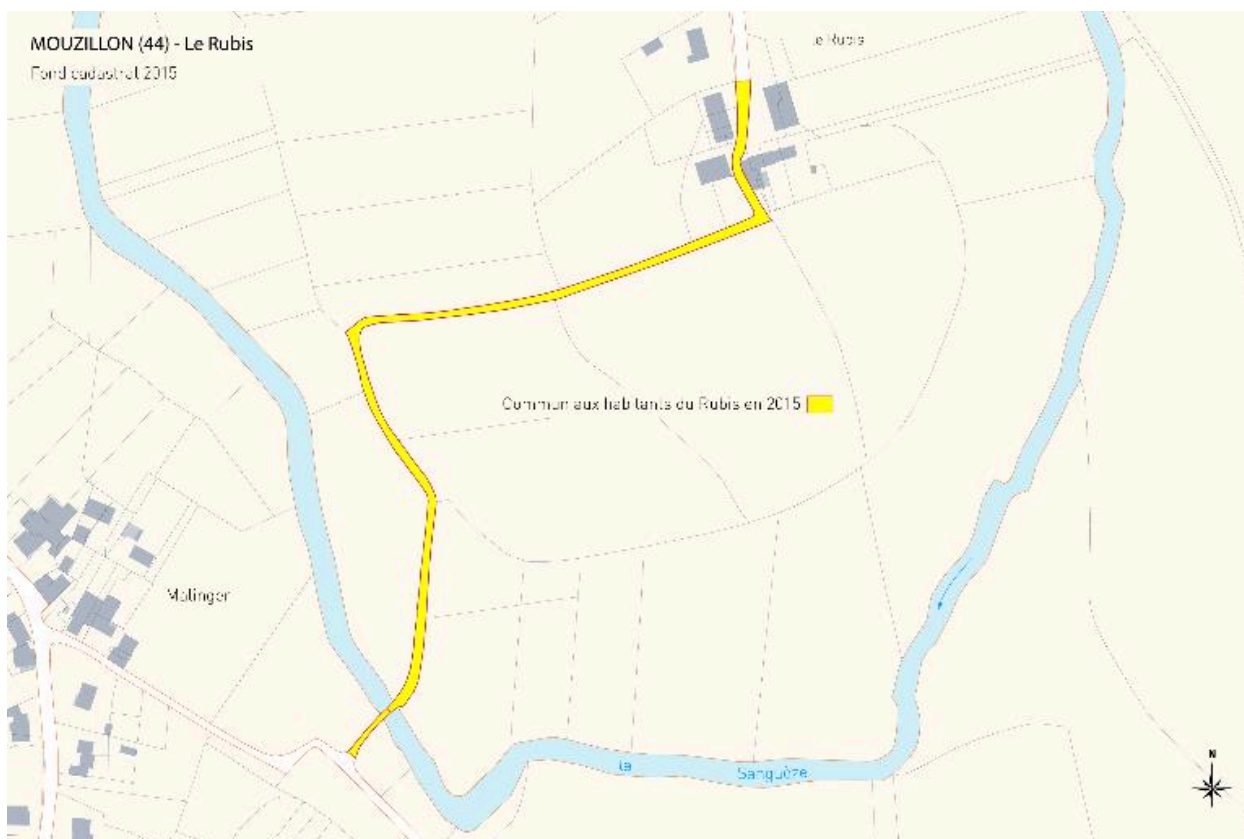 MOUZILLON (44) - Le Rubis
Fond cadastral 2015
le Rubis
Commun aux habitants du Rubis en 2015
Malinger
la Sanguèze
N